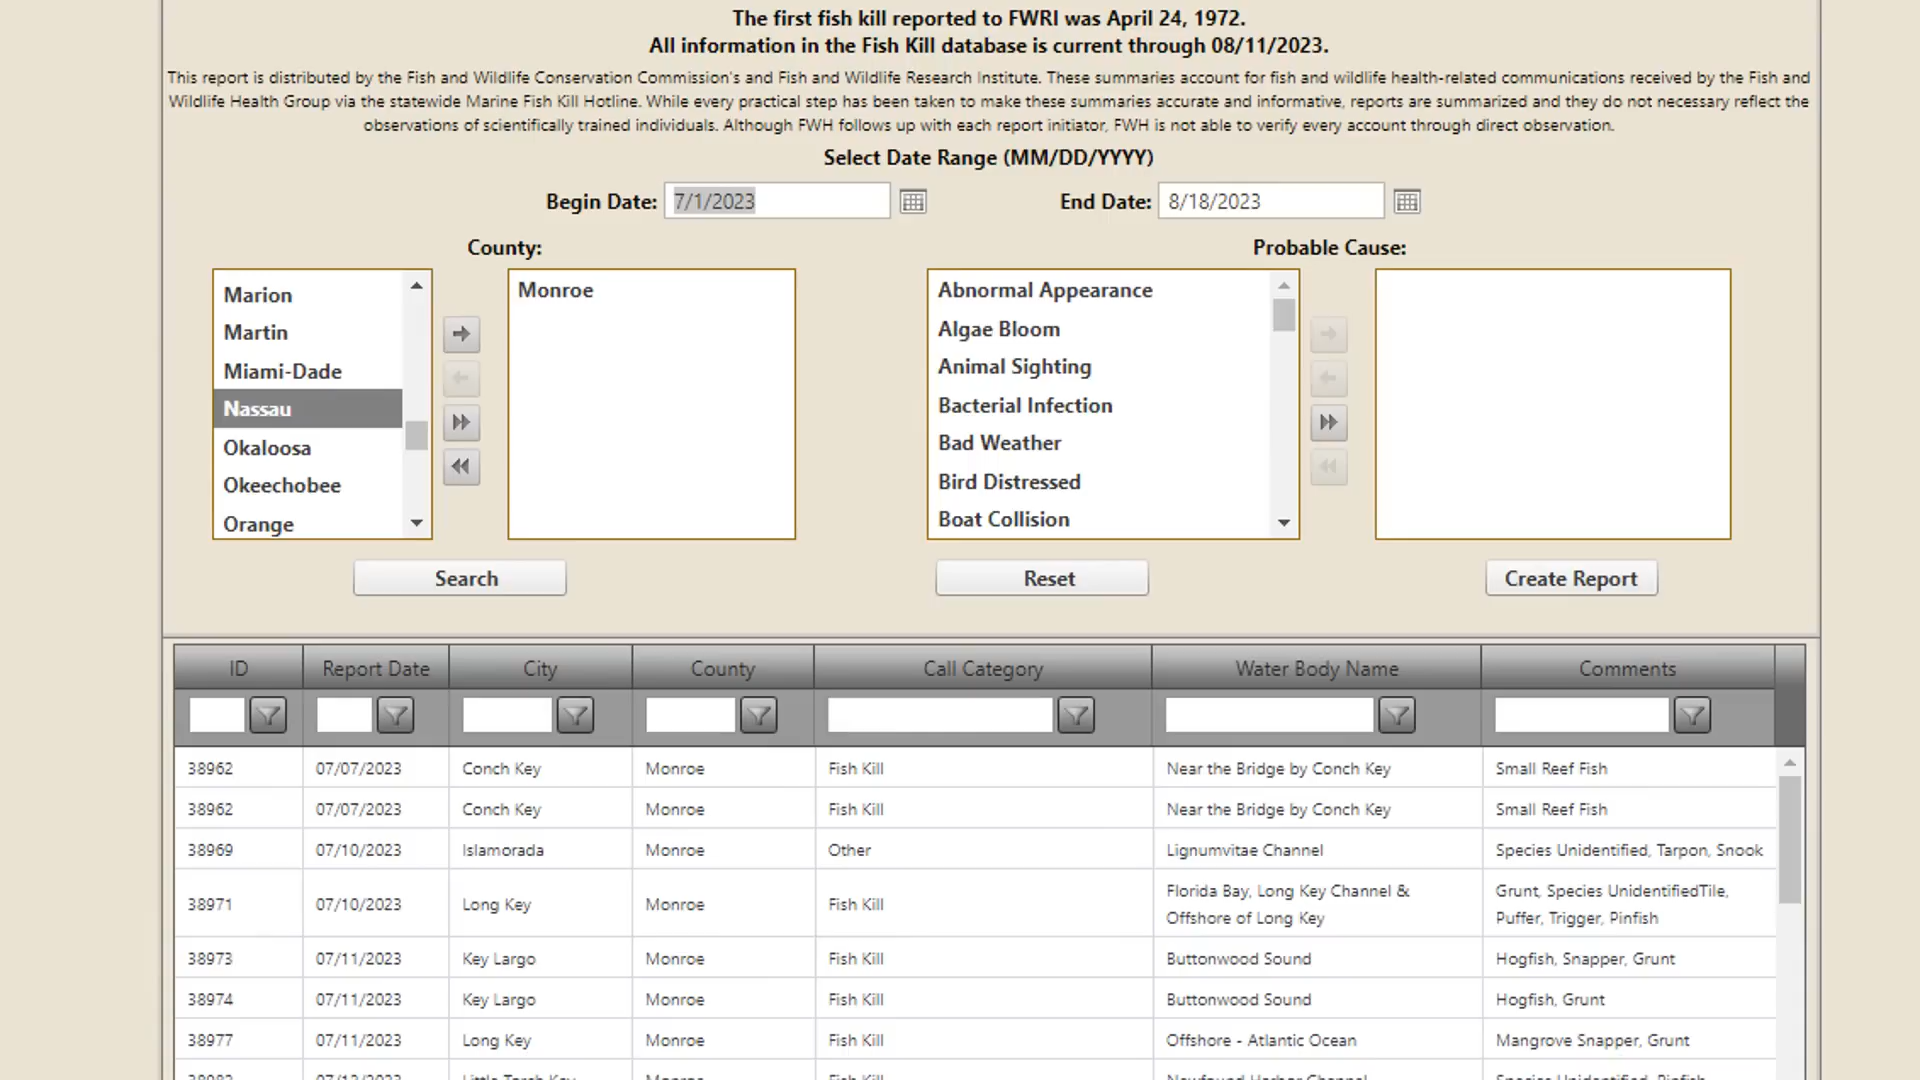 The first fish kill reported to FWRI was April 24, 1972.
All information in the Fish Kill database is current through 08/11/2023.
This report is distributed by the Fish and Wildlife Conservation Commission's and Fish and Wildlife Research Institute. These summaries account for fish and wildlife health-related communications received by the Fish and
Wildlife Health Group via the statewide Marine Fish Kill Hotline. While every practical step has been taken to make these summaries accurate and informative, reports are summarized and they do not necessary reflect the
observations of scientifically trained individuals. Although FWH follows up with each report initiator, FWH is not able to verify every account through direct observation.
Select Date Range (MM/DD/YYYY)
Begin Date: 7/1/2023 End Date: 8/18/2023
County: Probable Cause:
Marion
Martin
Miami-Dade
Nassau
Okaloosa
Okeechobee
Orange
Monroe
Abnormal Appearance
Algae Bloom
Animal Sighting
Bacterial Infection
Bad Weather
Bird Distressed
Boat Collision
Search Reset Create Report
ID Report Date City County Call Category Water Body Name Comments
38962 07/07/2023 Conch Key Monroe Fish Kill Near the Bridge by Conch Key Small Reef Fish
38962 07/07/2023 Conch Key Monroe Fish Kill Near the Bridge by Conch Key Small Reef Fish
38969 07/10/2023 Islamorada Monroe Other Lignumvitae Channel Species Unidentified, Tarpon, Snook
38971 07/10/2023 Long Key Monroe Fish Kill Florida Bay, Long Key Channel & Offshore of Long Key Grunt, Species UnidentifiedTile, Puffer, Trigger, Pinfish
38973 07/11/2023 Key Largo Monroe Fish Kill Buttonwood Sound Hogfish, Snapper, Grunt
38974 07/11/2023 Key Largo Monroe Fish Kill Buttonwood Sound Hogfish, Grunt
38977 07/11/2023 Long Key Monroe Fish Kill Offshore - Atlantic Ocean Mangrove Snapper, Grunt